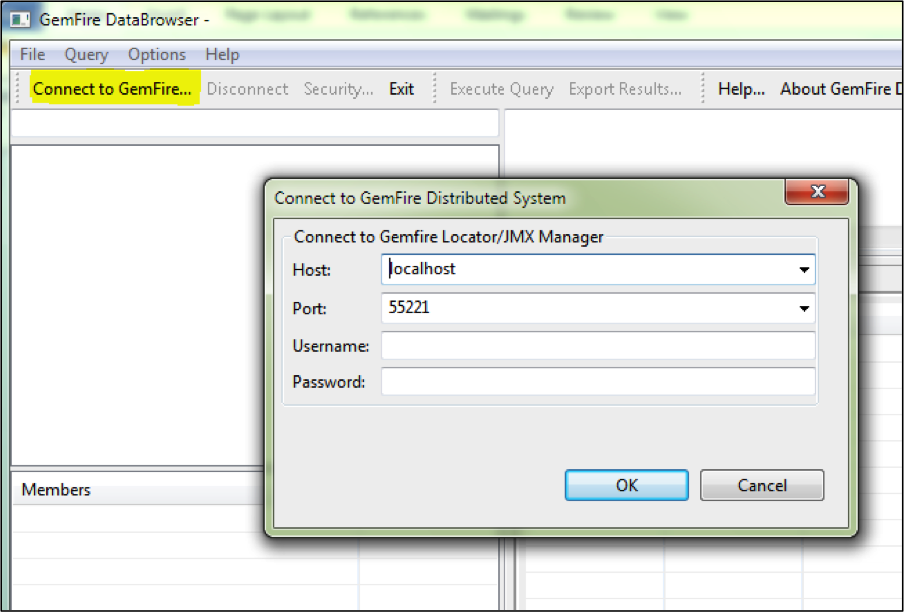 GemFire DataBrowser -
File Query Options Help
Connect to GemFire... Disconnect Security... Exit Execute Query Export Results... Help... About GemFire D
Connect to GemFire Distributed System
Connect to Gemfire Locator/JMX Manager
Host: localhost
Port: 55221
Username:
Password:
OK Cancel
Members